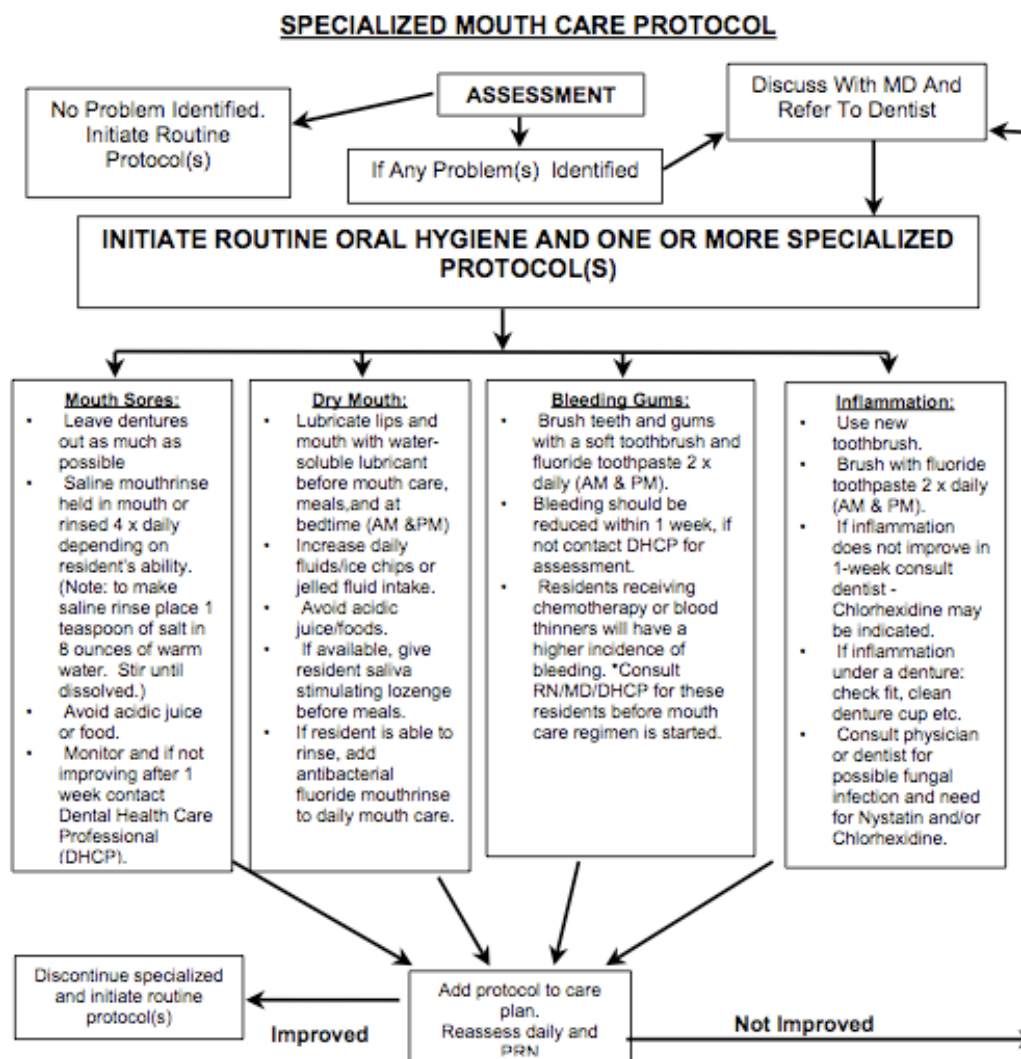 SPECIALIZED MOUTH CARE PROTOCOL
No Problem Identified.
Initiate Routine
Protocol(s)
ASSESSMENT
If Any Problem(s) Identified
Discuss With MD And
Refer To Dentist
INITIATE ROUTINE ORAL HYGIENE AND ONE OR MORE SPECIALIZED
PROTOCOL(S)
Mouth Sores:
• Leave dentures
out as much as
possible
• Saline mouthrinse
held in mouth or
rinsed 4 x daily
depending on
resident's ability.
(Note: to make
saline rinse place 1
teaspoon of salt in
8 ounces of warm
water. Stir until
dissolved.)
• Avoid acidic juice
or food.
• Monitor and if not
improving after 1
week contact
Dental Health Care
Professional
(DHCP).
Dry Mouth:
• Lubricate lips and
mouth with water-
soluble lubricant
before mouth care,
meals,and at
bedtime (AM &PM)
• Increase daily
fluids/ice chips or
jelled fluid intake.
• Avoid acidic
juice/foods.
• If available, give
resident saliva
stimulating lozenge
before meals.
• If resident is able to
rinse, add
antibacterial
fluoride mouthrinse
to daily mouth care.
Bleeding Gums:
• Brush teeth and gums
with a soft toothbrush and
fluoride toothpaste 2 x
daily (AM & PM).
• Bleeding should be
reduced within 1 week, if
not contact DHCP for
assessment.
• Residents receiving
chemotherapy or blood
thinners will have a
higher incidence of
bleeding. *Consult
RN/MD/DHCP for these
residents before mouth
care regimen is started.
Inflammation:
• Use new
toothbrush.
• Brush with fluoride
toothpaste 2 x daily
(AM & PM).
• If inflammation
does not improve in
1-week consult
dentist -
Chlorhexidine may
be indicated.
• If inflammation
under a denture:
check fit, clean
denture cup etc.
• Consult physician
or dentist for
possible fungal
infection and need
for Nystatin and/or
Chlorhexidine.
Discontinue specialized
and initiate routine
protocol(s)
Improved
Add protocol to care
plan.
Reassess daily and
PRN
Not Improved